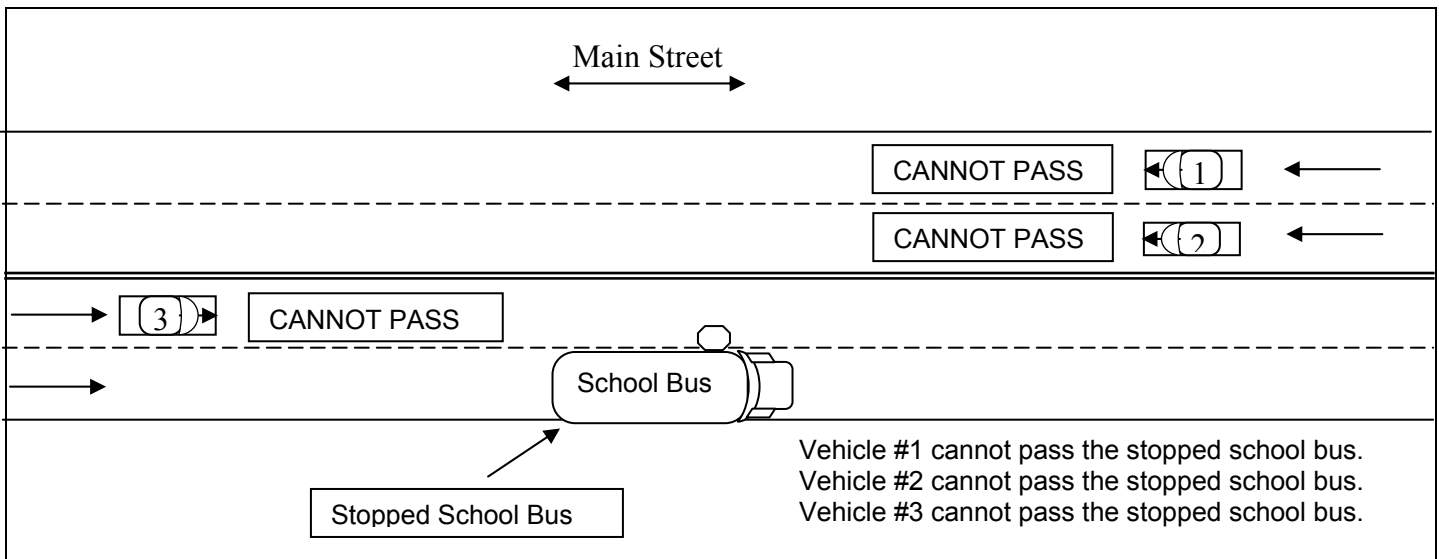 Main Street
CANNOT PASS 1
CANNOT PASS 2
3 CANNOT PASS
School Bus
Vehicle #1 cannot pass the stopped school bus.
Vehicle #2 cannot pass the stopped school bus.
Vehicle #3 cannot pass the stopped school bus.
Stopped School Bus